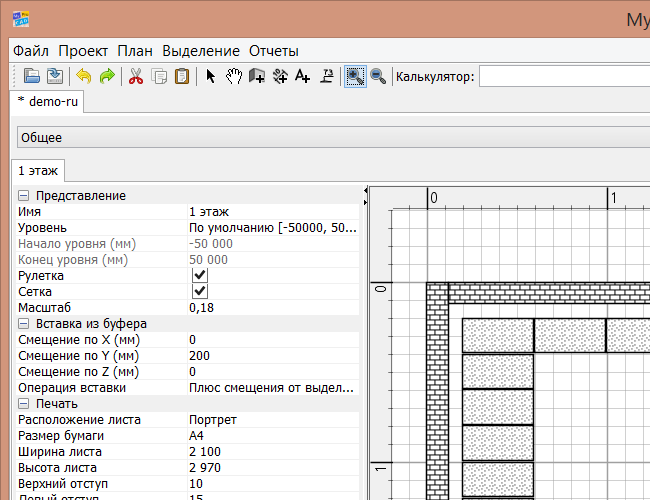 My
Файл Проект План Выделение Отчеты
Калькулятор:
* demo-ru
Общее
1 этаж
Представление
Имя 1 этаж
Уровень По умолчанию [-50000, 50...
Начало уровня (мм) -50 000
Конец уровня (мм) 50 000
Рулетка
Сетка
Масштаб 0,18
Вставка из буфера
Смещение по X (мм) 0
Смещение по Y (мм) 200
Смещение по Z (мм) 0
Операция вставки Плюс смещения от выдел...
Печать
Расположение листа Портрет
Размер бумаги A4
Ширина листа 2 100
Высота листа 2 970
Верхний отступ 10
Левый отступ 15
0 1
0
1